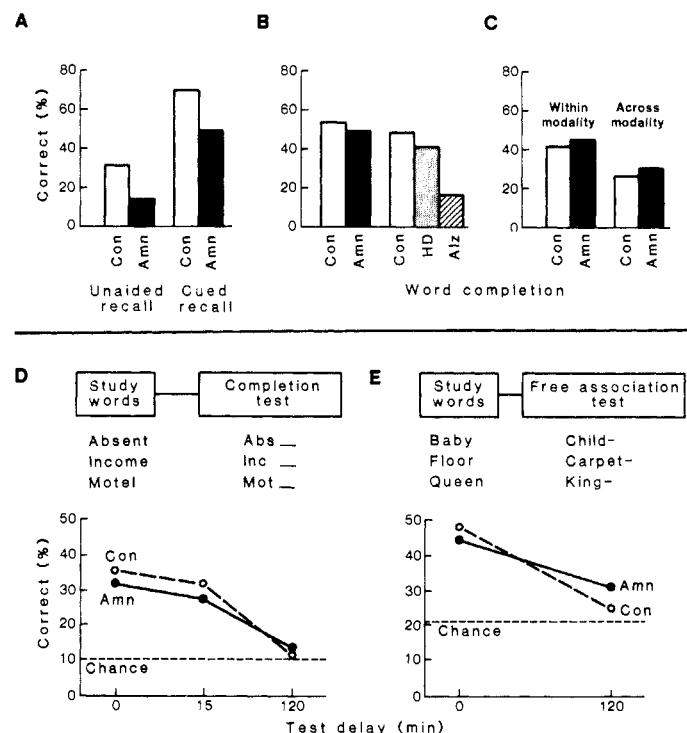 A
B
C
80
60
40
20
0
Correct (%)
Con
Amn
Con
Amn
Unaided recall
Cued recall
80
60
40
20
0
Con
Amn
Con
HD
Alz
80
60
40
20
0
Within modality
Across modality
Con
Amn
Con
Amn
Word completion
D
Study words
Completion test
Absent Abs __
Income Inc __
Motel Mot __
50
40
30
20
10
0
Correct (%)
Con
Amn
Chance
0 15 120
E
Study words
Free association test
Baby Child-
Floor Carpet-
Queen King-
50
40
30
20
10
0
Amn
Con
Chance
0 120
Test delay (min)